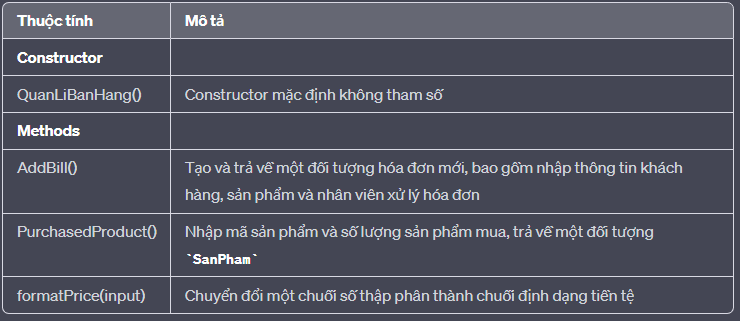 Thuộc tính Mô tả
Constructor
QuanLiBanHang() Constructor mặc định không tham số
Methods
AddBill() Tạo và trả về một đối tượng hóa đơn mới, bao gồm nhập thông tin khách
hàng, sản phẩm và nhân viên xử lý hóa đơn
PurchasedProduct() Nhập mã sản phẩm và số lượng sản phẩm mua, trả về một đối tượng
`SanPham`
formatPrice(input) Chuyển đổi một chuỗi số thập phân thành chuỗi định dạng tiền tệ